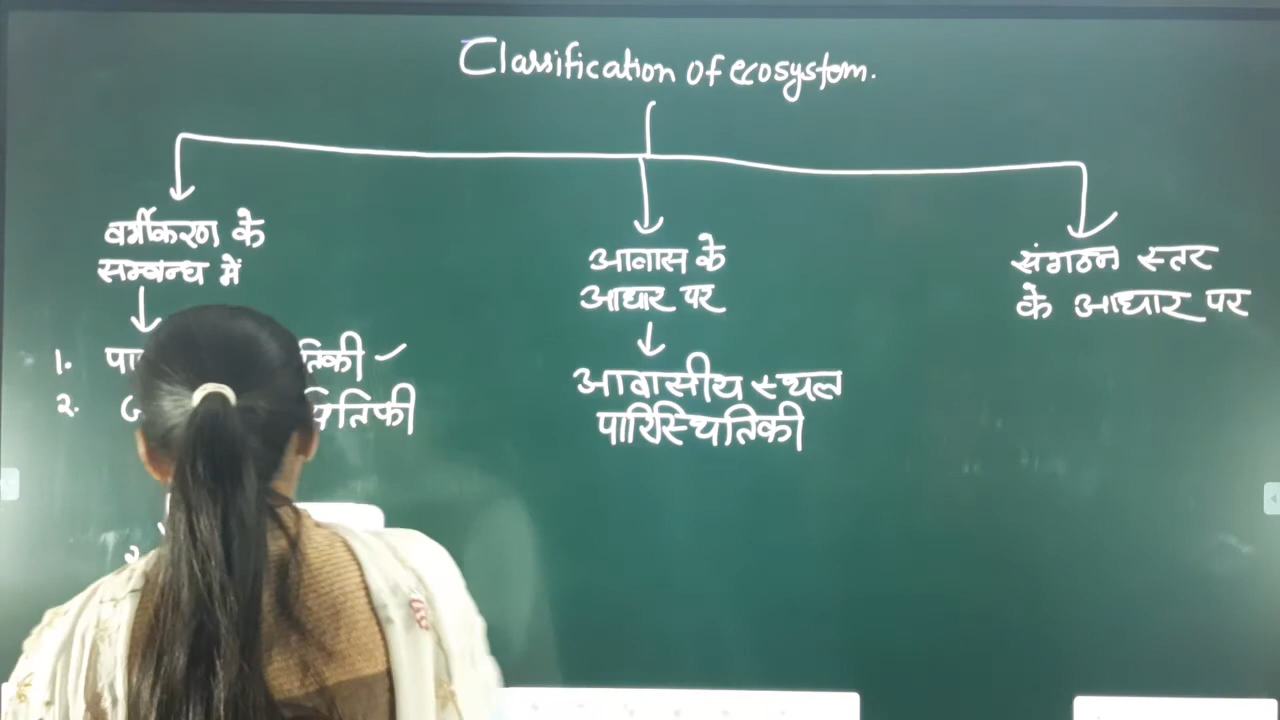 Classification of ecosystem.
वर्गीकरण के
सम्बन्ध में
1.
2.
आवास के
आधार पर
आवासीय स्थल
पारिस्थितिकी
संगठन स्तर
के आधार पर